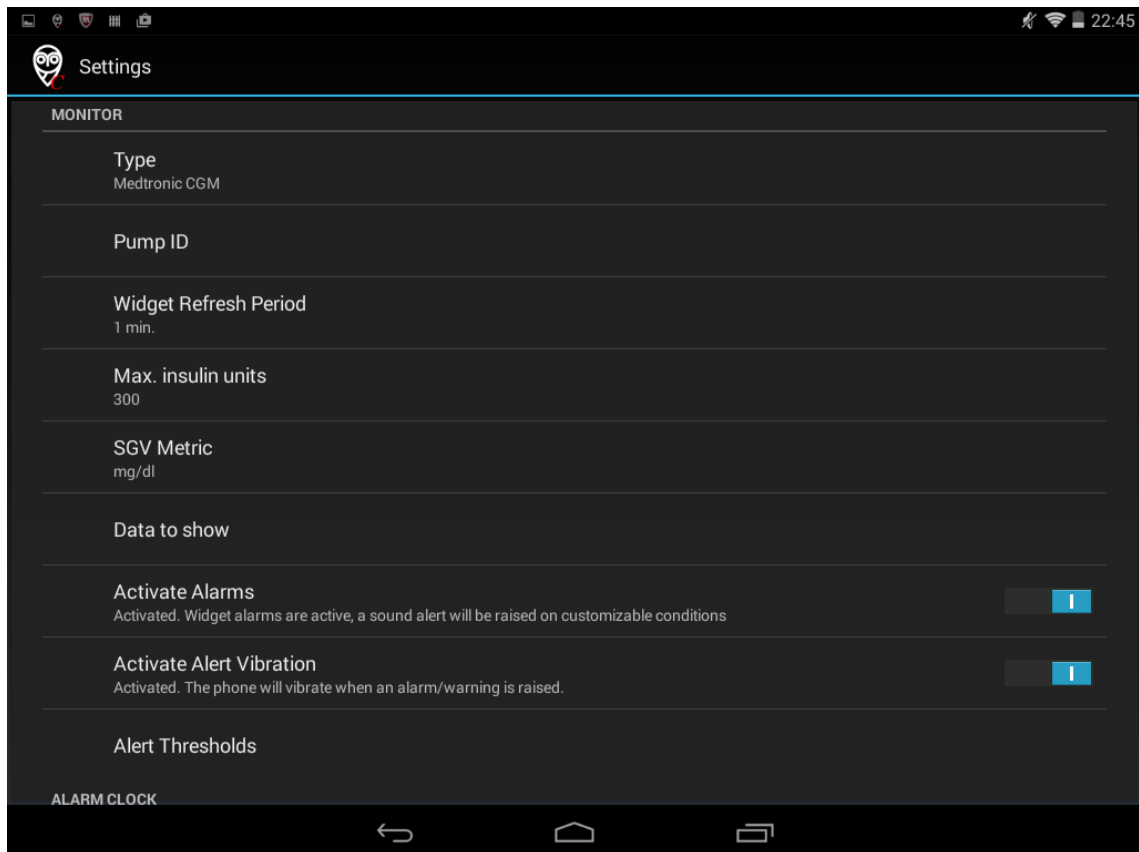 22:45
C
Settings
MONITOR
Type
Medtronic CGM
Pump ID
Widget Refresh Period
1 min.
Max. insulin units
300
SGV Metric
mg/dl
Data to show
Activate Alarms
Activated. Widget alarms are active, a sound alert will be raised on customizable conditions
Activate Alert Vibration
Activated. The phone will vibrate when an alarm/warning is raised.
Alert Thresholds
ALARM CLOCK